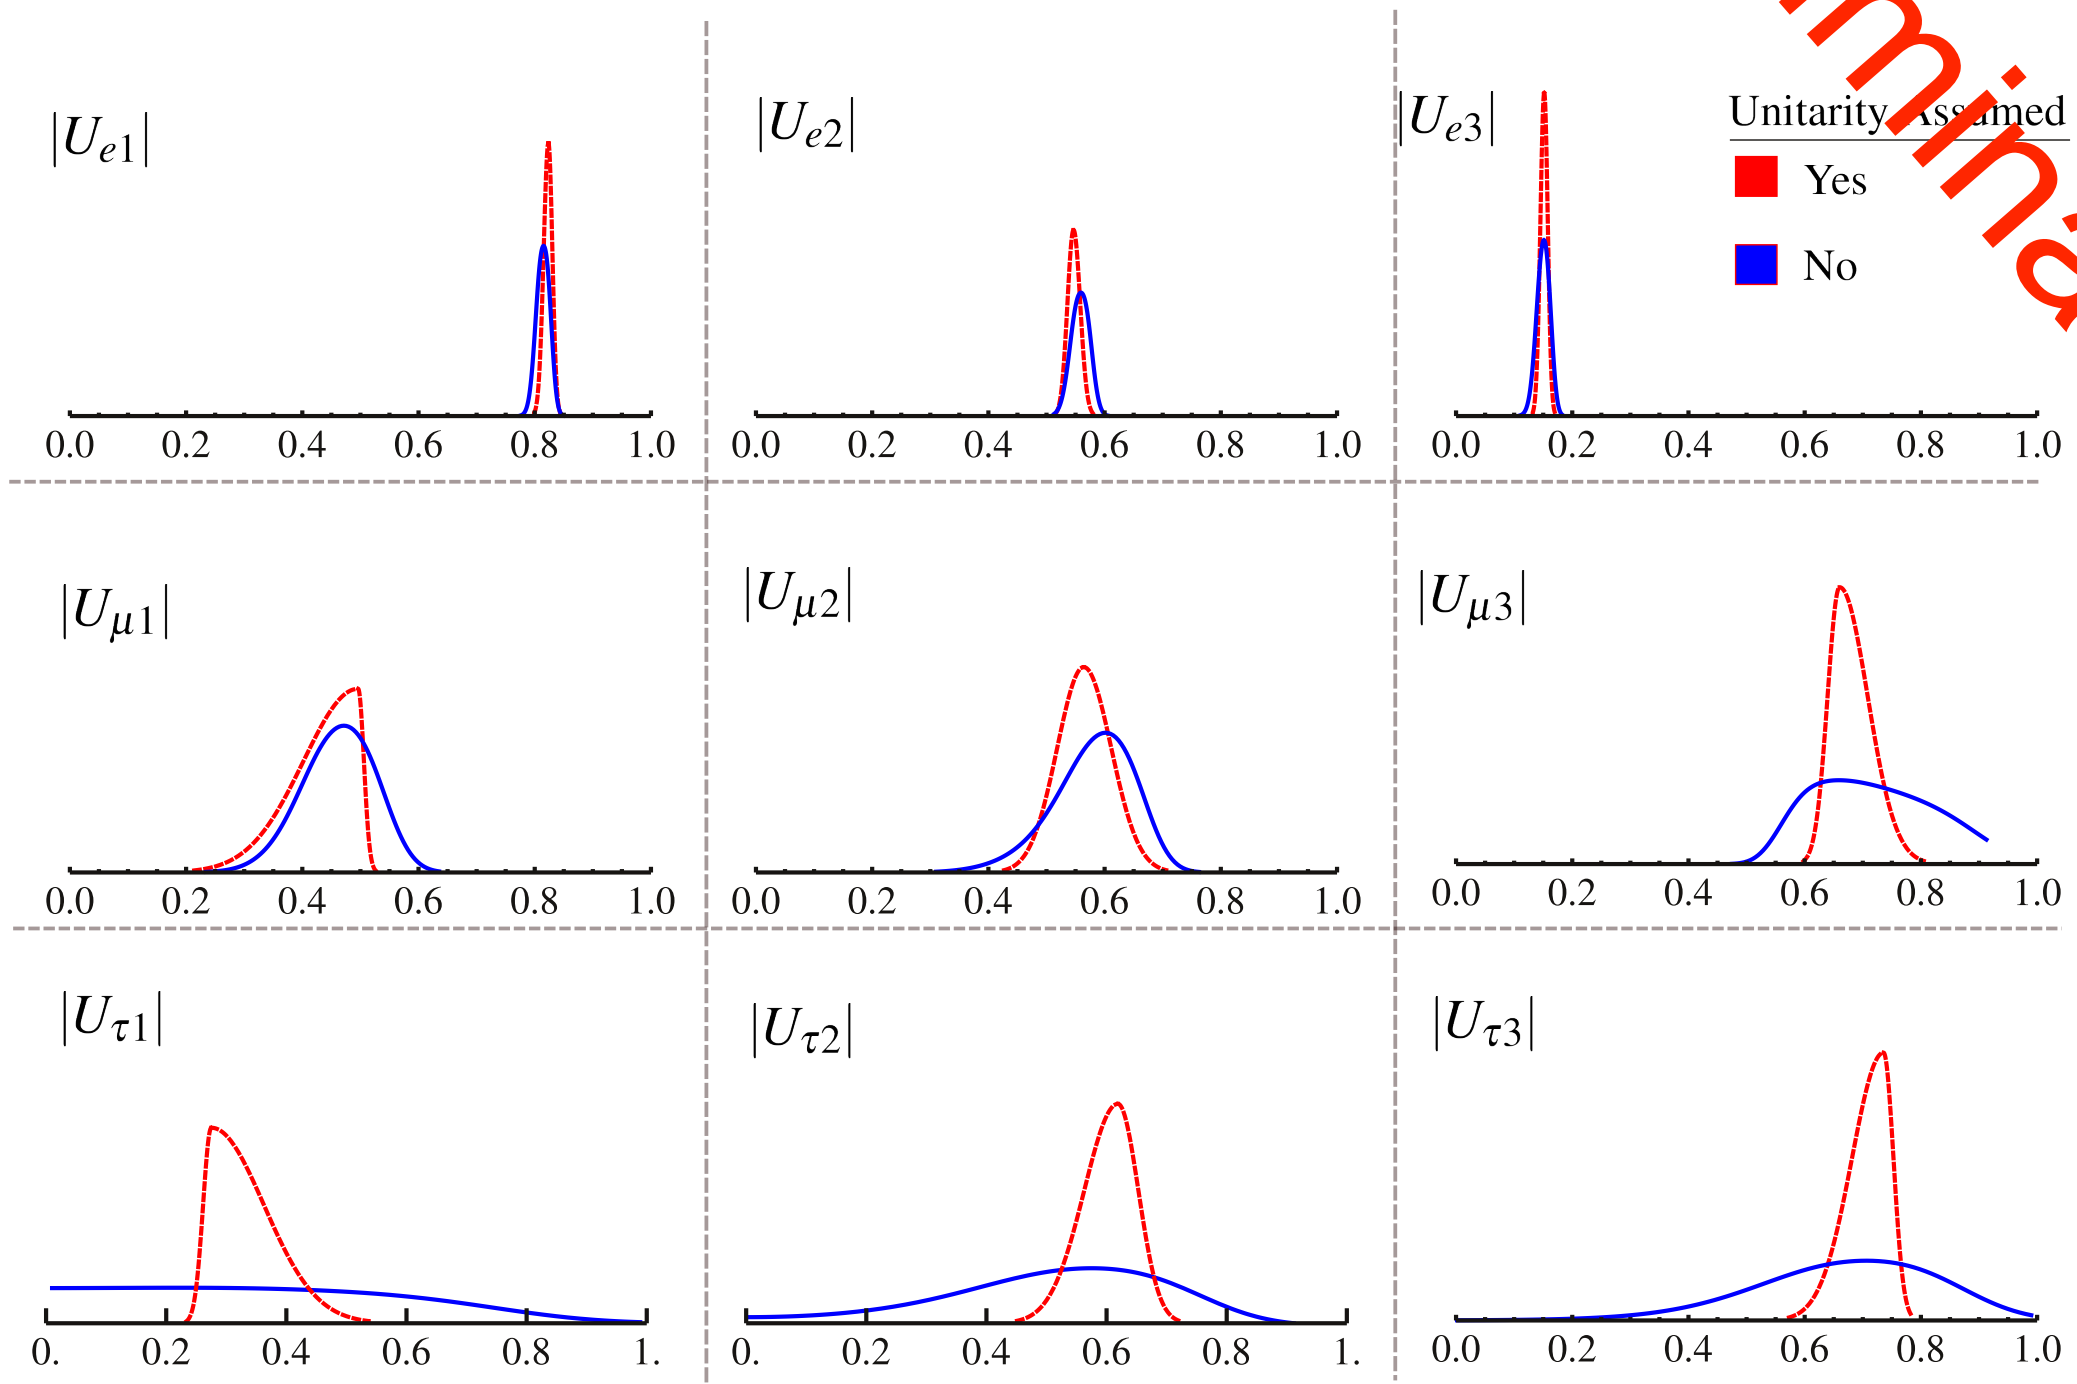 |Ue1|
|Ue2|
|Ue3|
Unitarity Assumed
Yes
No
0.0 0.2 0.4 0.6 0.8 1.0
0.0 0.2 0.4 0.6 0.8 1.0
0.0 0.2 0.4 0.6 0.8 1.0
|Uμ1|
|Uμ2|
|Uμ3|
0.0 0.2 0.4 0.6 0.8 1.0
0.0 0.2 0.4 0.6 0.8 1.0
0.0 0.2 0.4 0.6 0.8 1.0
|Uτ1|
|Uτ2|
|Uτ3|
0. 0.2 0.4 0.6 0.8 1.
0. 0.2 0.4 0.6 0.8 1.
0.0 0.2 0.4 0.6 0.8 1.0